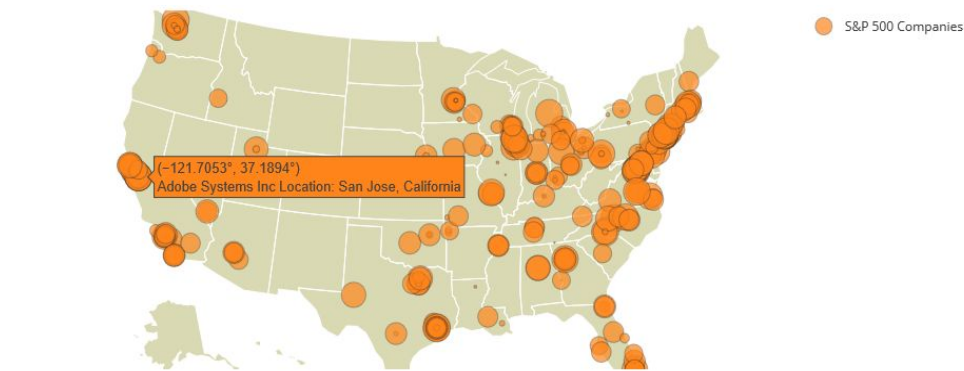 S&P 500 Companies
(−121.7053°, 37.1894°)
Adobe Systems Inc Location: San Jose, California